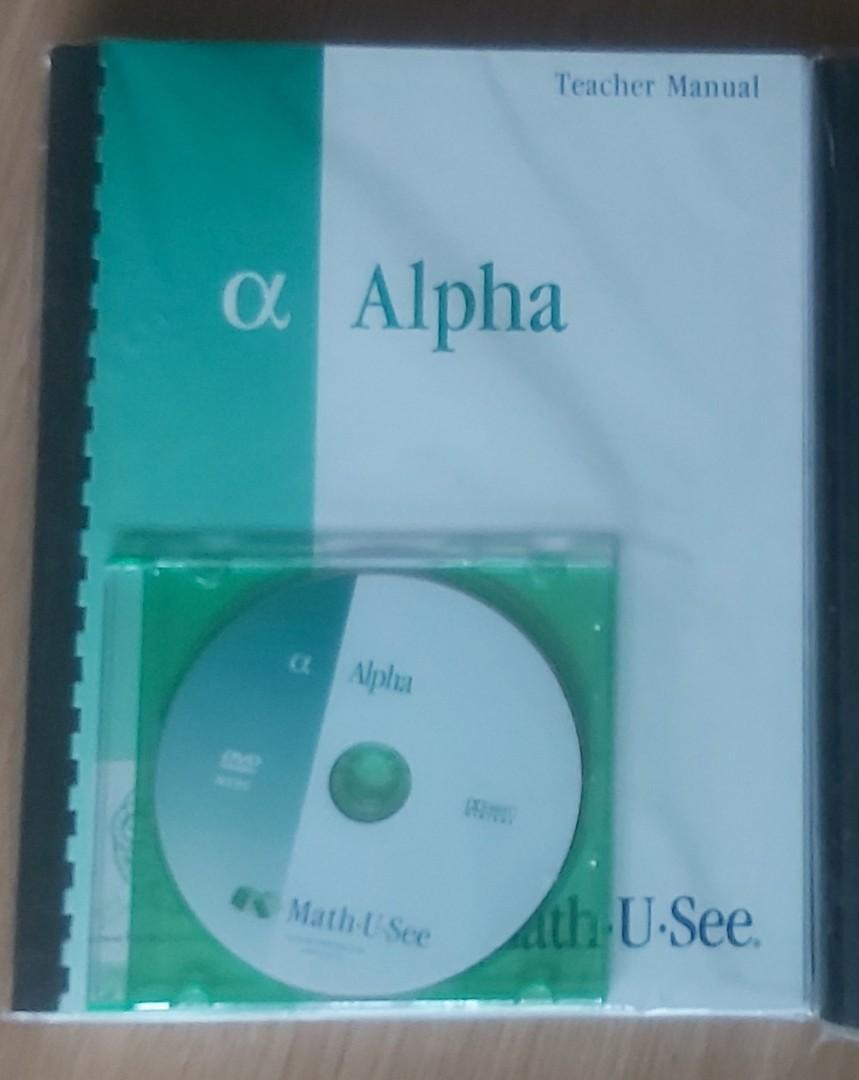 Teacher Manual
α Alpha
α Alpha
DVD
Math·U·See
ath·U·See.